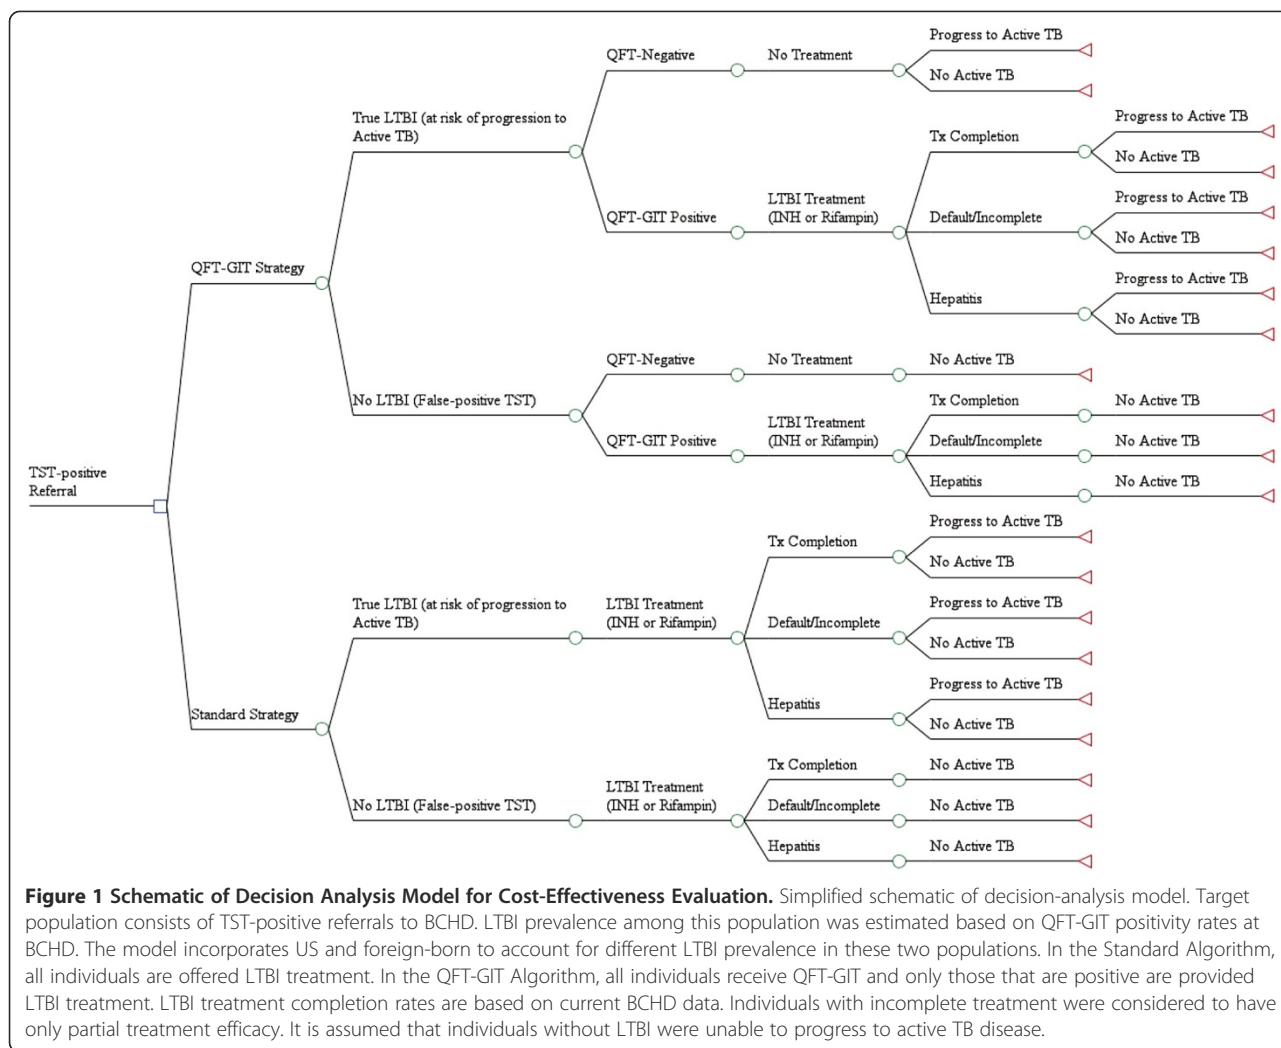 Progress to Active TB
QFT-Negative
No Treatment
No Active TB
True LTBI (at risk of progression to
Active TB)
Progress to Active TB
Tx Completion
No Active TB
QFT-GIT Positive
LTBI Treatment
(INH or Rifampin)
Progress to Active TB
Default/Incomplete
No Active TB
QFT-GIT Strategy
Progress to Active TB
Hepatitis
No Active TB
QFT-Negative
No Treatment
No Active TB
No LTBI (False-positive TST)
QFT-GIT Positive
LTBI Treatment
(INH or Rifampin)
Tx Completion
No Active TB
Default/Incomplete
No Active TB
Hepatitis
No Active TB
TST-positive
Referral
Progress to Active TB
Tx Completion
No Active TB
True LTBI (at risk of progression to
Active TB)
LTBI Treatment
(INH or Rifampin)
Progress to Active TB
Default/Incomplete
No Active TB
Standard Strategy
Progress to Active TB
Hepatitis
No Active TB
No LTBI (False-positive TST)
LTBI Treatment
(INH or Rifampin)
Tx Completion
No Active TB
Default/Incomplete
No Active TB
Hepatitis
No Active TB
Figure 1 Schematic of Decision Analysis Model for Cost-Effectiveness Evaluation. Simplified schematic of decision-analysis model. Target
population consists of TST-positive referrals to BCHD. LTBI prevalence among this population was estimated based on QFT-GIT positivity rates at
BCHD. The model incorporates US and foreign-born to account for different LTBI prevalence in these two populations. In the Standard Algorithm,
all individuals are offered LTBI treatment. In the QFT-GIT Algorithm, all individuals receive QFT-GIT and only those that are positive are provided
LTBI treatment. LTBI treatment completion rates are based on current BCHD data. Individuals with incomplete treatment were considered to have
only partial treatment efficacy. It is assumed that individuals without LTBI were unable to progress to active TB disease.